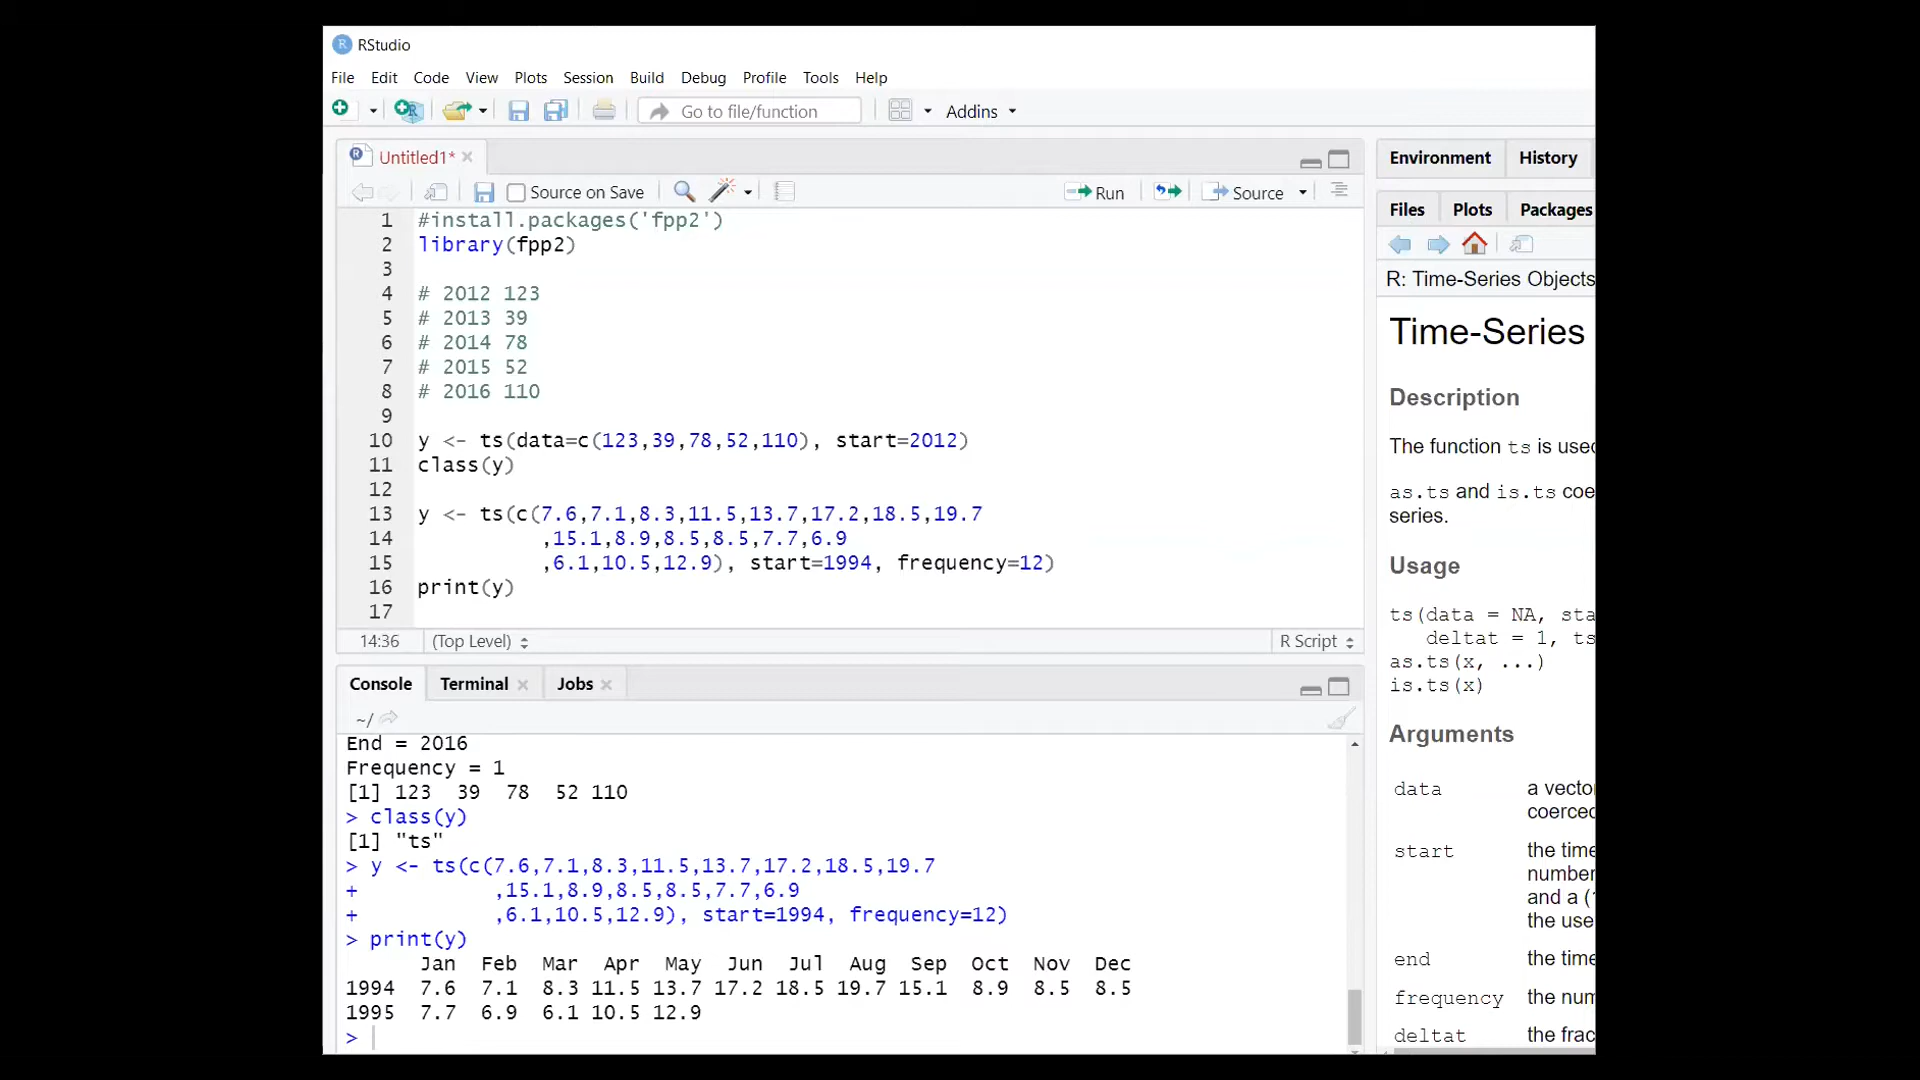 RStudio
File Edit Code View Plots Session Build Debug Profile Tools Help
Go to file/function Addins
Untitled1*
Source on Save Run Source
1 #install.packages('fpp2')
2 library(fpp2)
3
4 # 2012 123
5 # 2013 39
6 # 2014 78
7 # 2015 52
8 # 2016 110
9
10 y <- ts(data=c(123,39,78,52,110), start=2012)
11 class(y)
12
13 y <- ts(c(7.6,7.1,8.3,11.5,13.7,17.2,18.5,19.7
14 ,15.1,8.9,8.5,8.5,7.7,6.9
15 ,6.1,10.5,12.9), start=1994, frequency=12)
16 print(y)
17
14:36 (Top Level) R Script
Console Terminal Jobs
~/
End = 2016
Frequency = 1
[1] 123 39 78 52 110
> class(y)
[1] "ts"
> y <- ts(c(7.6,7.1,8.3,11.5,13.7,17.2,18.5,19.7
+ ,15.1,8.9,8.5,8.5,7.7,6.9
+ ,6.1,10.5,12.9), start=1994, frequency=12)
> print(y)
Jan Feb Mar Apr May Jun Jul Aug Sep Oct Nov Dec
1994 7.6 7.1 8.3 11.5 13.7 17.2 18.5 19.7 15.1 8.9 8.5 8.5
1995 7.7 6.9 6.1 10.5 12.9
>
Environment History
Files Plots Packages
R: Time-Series Objects
Time-Series
Description
The function ts is used
as.ts and is.ts coe
series.
Usage
ts(data = NA, sta
deltat = 1, ts
as.ts(x, ...)
is.ts(x)
Arguments
data a vecto
coerced
start the time
number
and a (
the use
end the time
frequency the num
deltat the frac